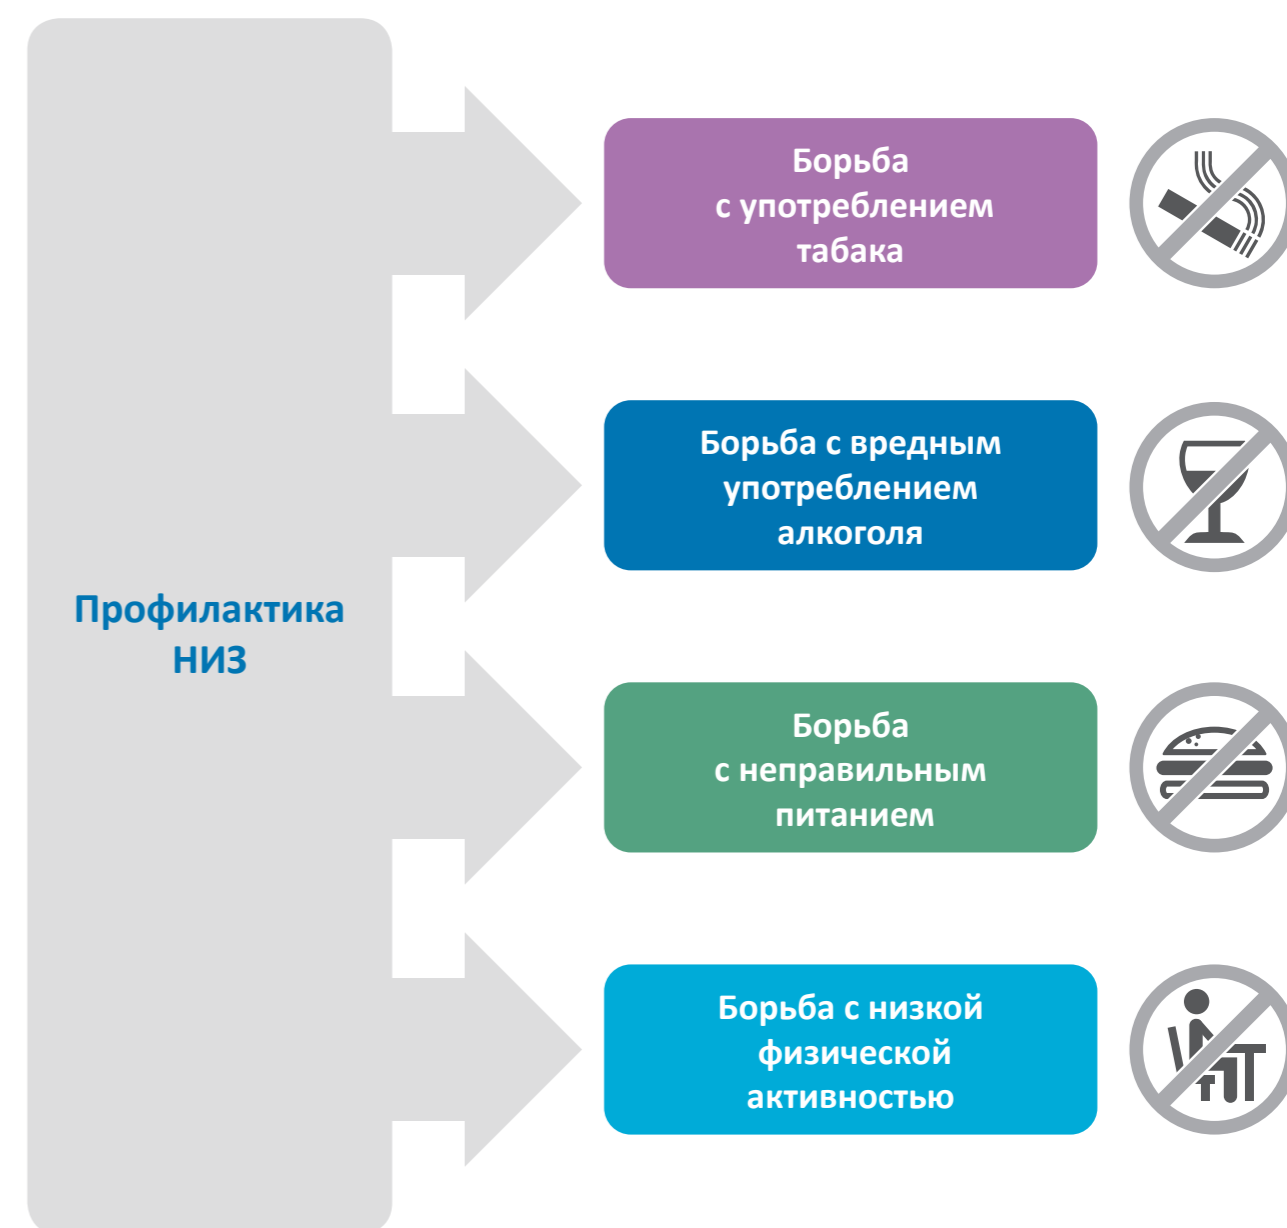 Профилактика
НИЗ
Борьба
с употреблением
табака
Борьба с вредным
употреблением
алкоголя
Борьба
с неправильным
питанием
Борьба с низкой
физической
активностью